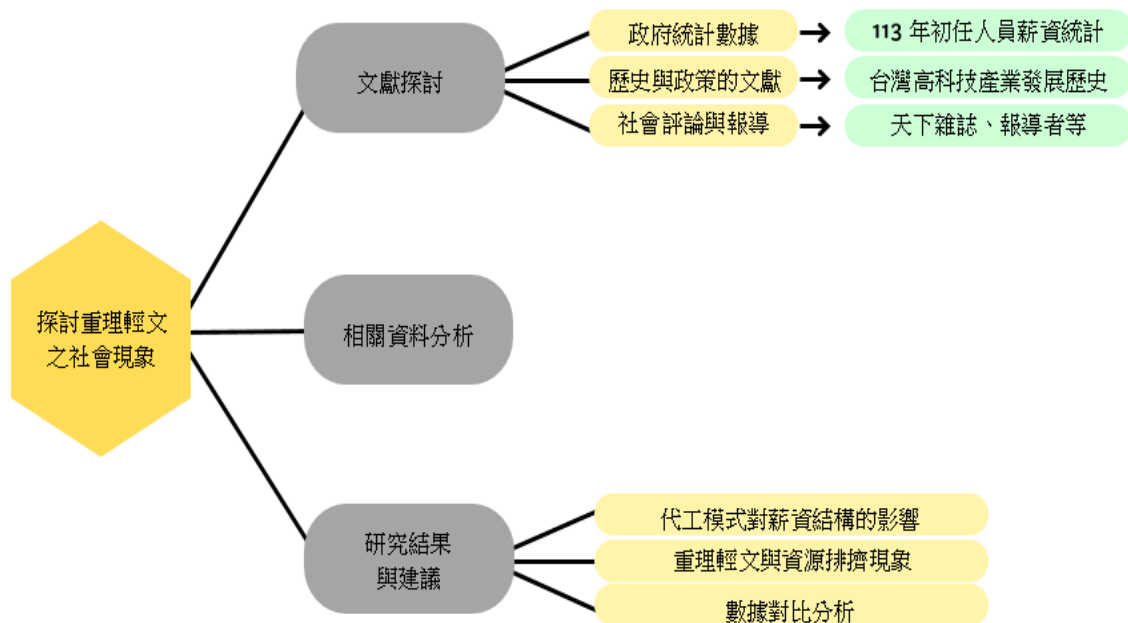 政府統計數據
113 年初任人員薪資統計
文獻探討
歷史與政策的文獻
台灣高科技產業發展歷史
社會評論與報導
天下雜誌、報導者等
探討重理輕文
之社會現象
相關資料分析
研究結果
與建議
代工模式對薪資結構的影響
重理輕文與資源排擠現象
數據對比分析